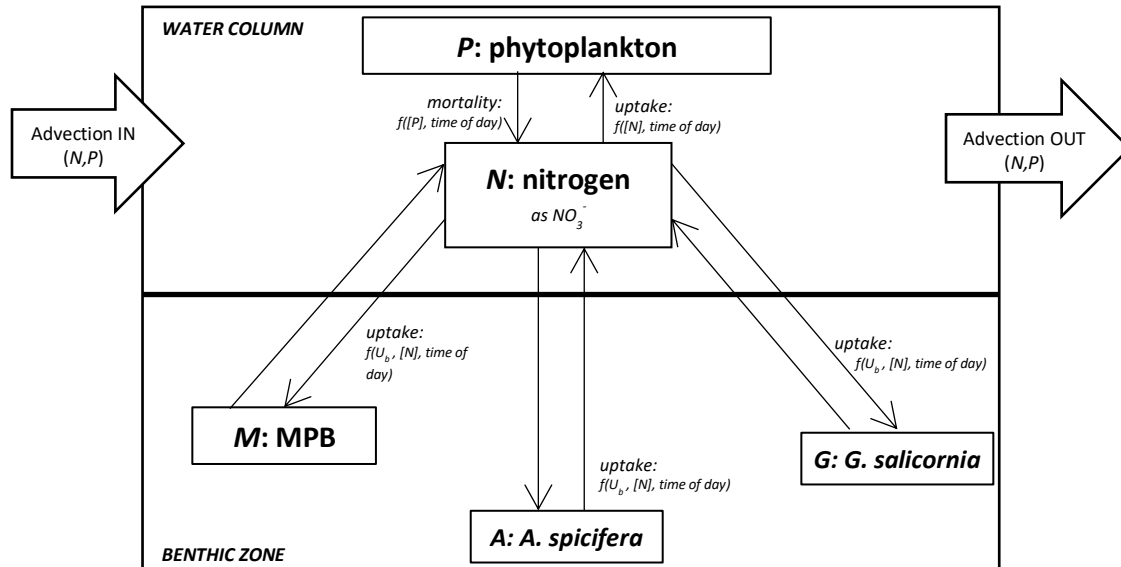 WATER COLUMN
P: phytoplankton
mortality:
f([P], time of day)
uptake:
f([N], time of day)
Advection IN
(N,P)
Advection OUT
(N,P)
N: nitrogen
as NO3-
uptake:
f(Ub, [N], time of
day)
uptake:
f(Ub, [N], time of day)
M: MPB
G: G. salicornia
uptake:
f(Ub, [N], time of day)
A: A. spicifera
BENTHIC ZONE